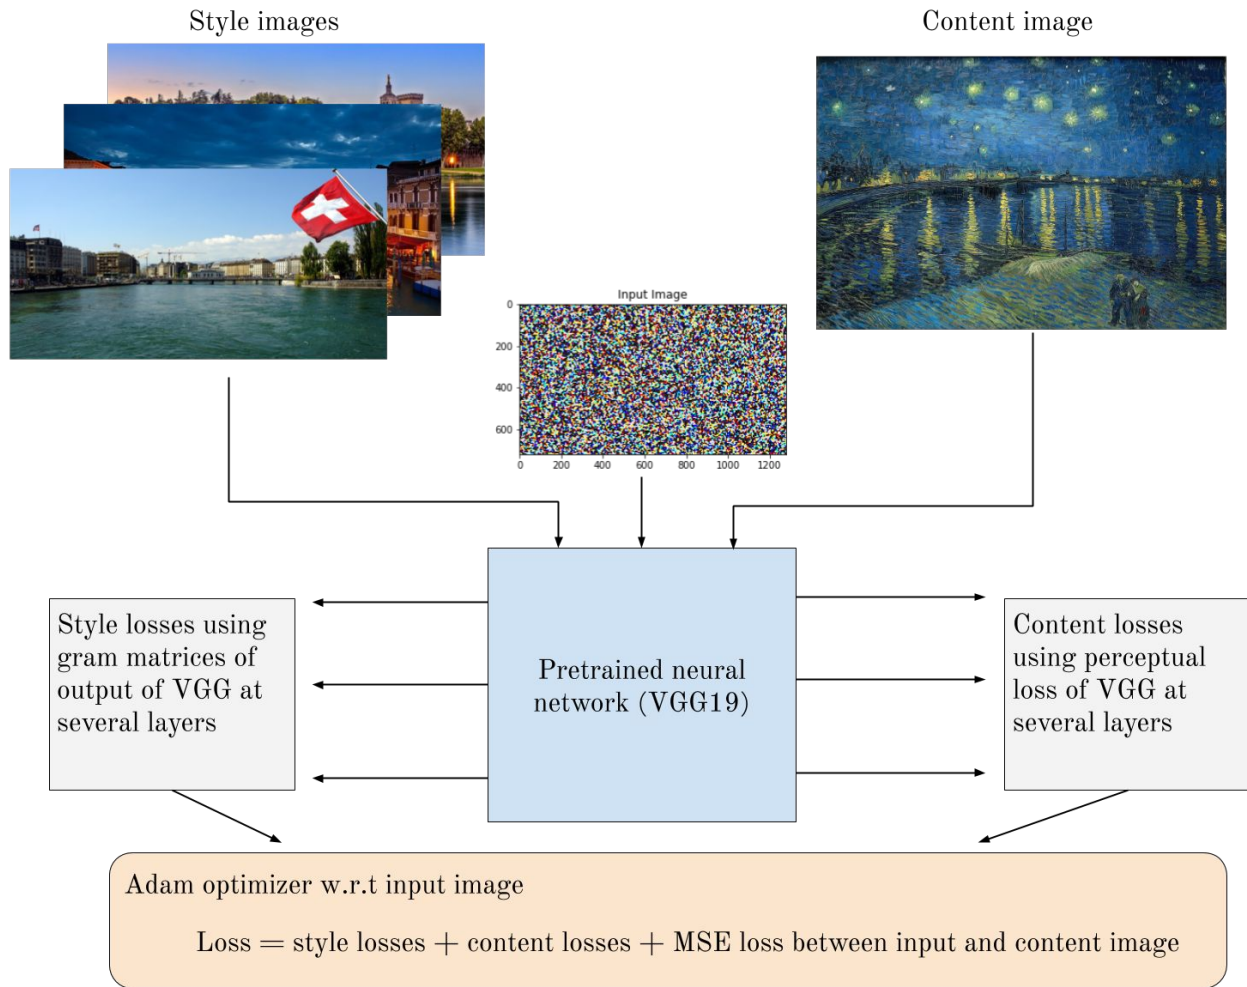 Style images
Content image
Input Image
0
200
400
600
0 200 400 600 800 1000 1200
Style losses using
gram matrices of
output of VGG at
several layers
Pretrained neural
network (VGG19)
Content losses
using perceptual
loss of VGG at
several layers
Adam optimizer w.r.t input image
Loss = style losses + content losses + MSE loss between input and content image